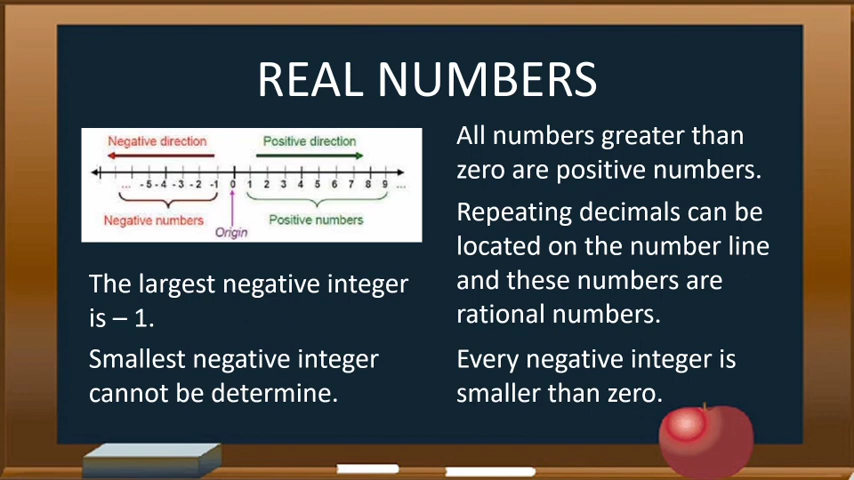 REAL NUMBERS
Negative direction
Positive direction
... -5 -4 -3 -2 -1 0 1 2 3 4 5 6 7 8 9 ...
Negative numbers
Positive numbers
Origin
The largest negative integer
is – 1.
Smallest negative integer
cannot be determine.
All numbers greater than
zero are positive numbers.
Repeating decimals can be
located on the number line
and these numbers are
rational numbers.
Every negative integer is
smaller than zero.